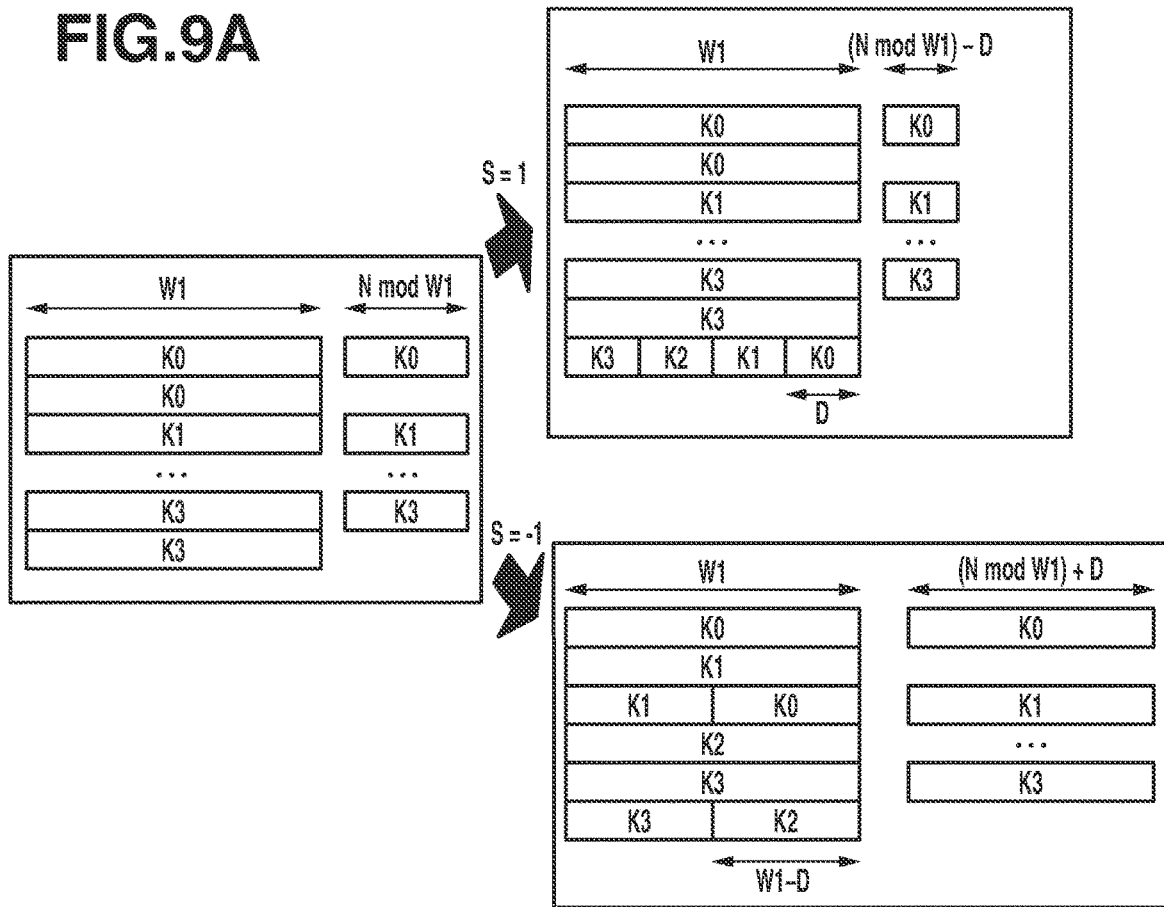 FIG.9A
W1
N mod W1
K0 K0
K0
K1 K1
... ...
K3 K3
K3
S = 1
W1
(N mod W1) – D
K0 K0
K0
K1 K1
... ...
K3 K3
K3
K3 K2 K1 K0
D
S = -1
W1
(N mod W1) + D
K0 K0
K1
K1 K0 K1
K2 ...
K3 K3
K3 K2
W1–D